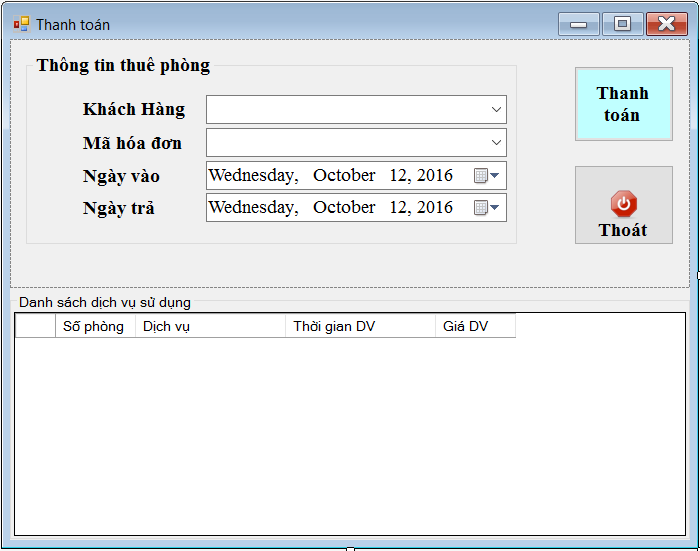 Thanh toán
Thông tin thuê phòng
Khách Hàng
Mã hóa đơn
Ngày vào Wednesday, October 12, 2016
Ngày trả Wednesday, October 12, 2016
Thanh
toán
Thoát
Danh sách dịch vụ sử dụng
Số phòng Dịch vụ Thời gian DV Giá DV